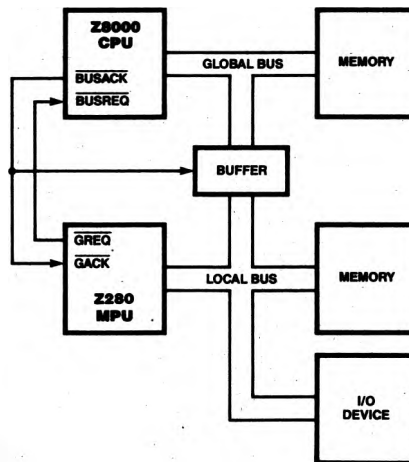 Z8000
CPU
BUSACK
BUSREQ
GLOBAL BUS
MEMORY
BUFFER
GREQ
GACK
Z280
MPU
LOCAL BUS
MEMORY
I/O
DEVICE